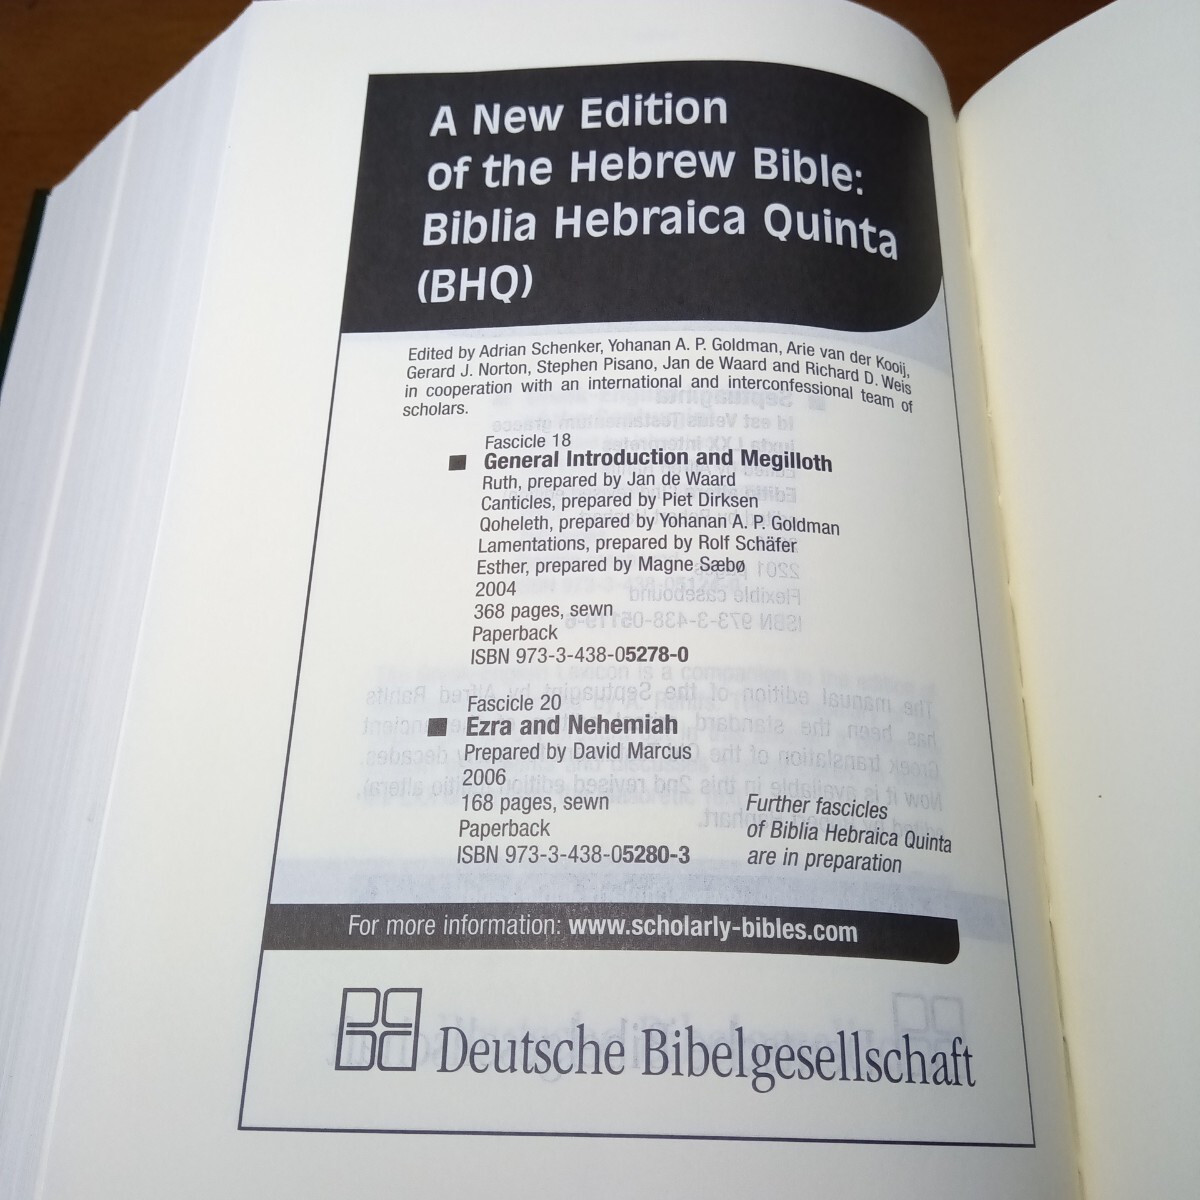 A New Edition
of the Hebrew Bible:
Biblia Hebraica Quinta
(BHQ)
Edited by Adrian Schenker, Yohanan A. P. Goldman, Arie van der Kooij,
Gerard J. Norton, Stephen Pisano, Jan de Waard and Richard D. Weis
in cooperation with an international and interconfessional team of
scholars.
Fascicle 18
General Introduction and Megilloth
Ruth, prepared by Jan de Waard
Canticles, prepared by Piet Dirksen
Qoheleth, prepared by Yohanan A. P. Goldman
Lamentations, prepared by Rolf Schäfer
Esther, prepared by Magne Sæbø
2004
368 pages, sewn
Paperback
ISBN 973-3-438-05278-0
Fascicle 20
Ezra and Nehemiah
Prepared by David Marcus
2006
168 pages, sewn
Paperback
ISBN 973-3-438-05280-3
Further fascicles
of Biblia Hebraica Quinta
are in preparation
For more information: www.scholarly-bibles.com
Deutsche Bibelgesellschaft